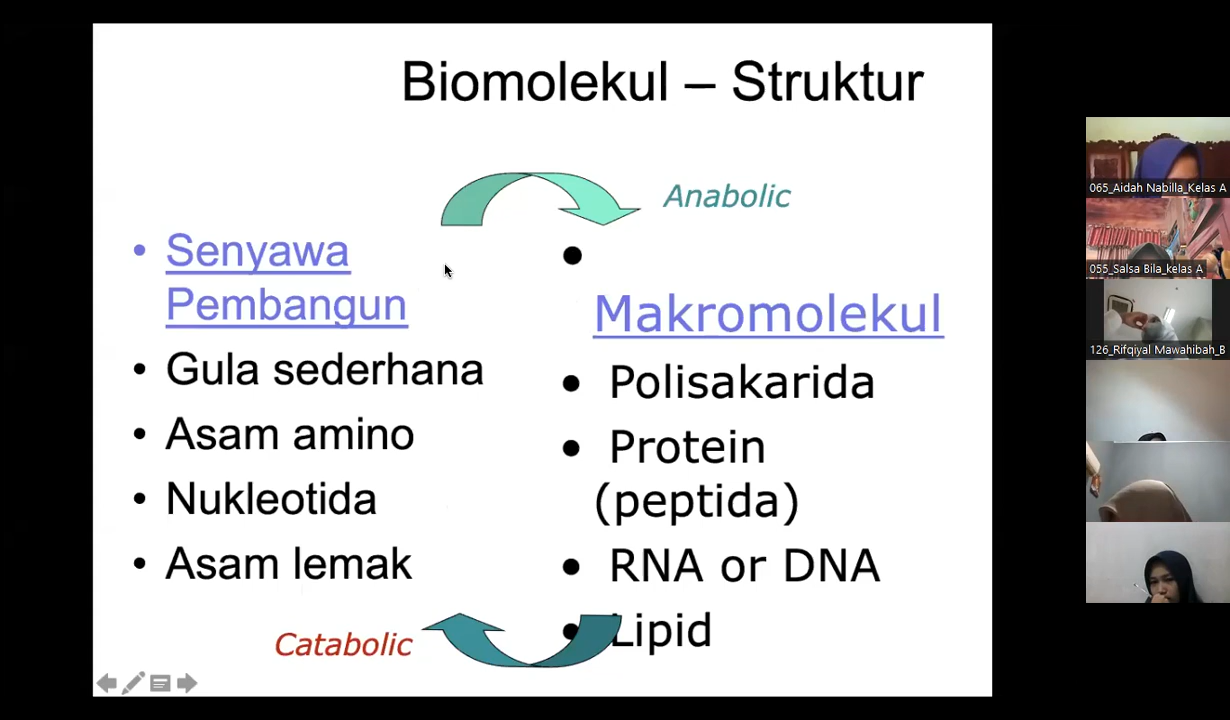 Biomolekul – Struktur
Anabolic
• Senyawa
Pembangun
• Gula sederhana
• Asam amino
• Nukleotida
• Asam lemak
Catabolic
•
Makromolekul
• Polisakarida
• Protein
(peptida)
• RNA or DNA
• Lipid
065_Aidah Nabilla_Kelas A
055_Salsa Bila_kelas A
126_Rifqiyal Mawahibah_B